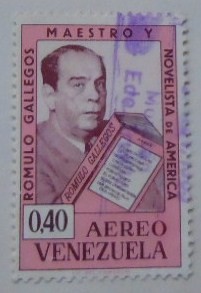 ROMULO GALLEGOS
MAESTRO Y
NOVELISTA DE AMERICA
ROMULO GALLEGOS
0,40
AEREO
VENEZUELA